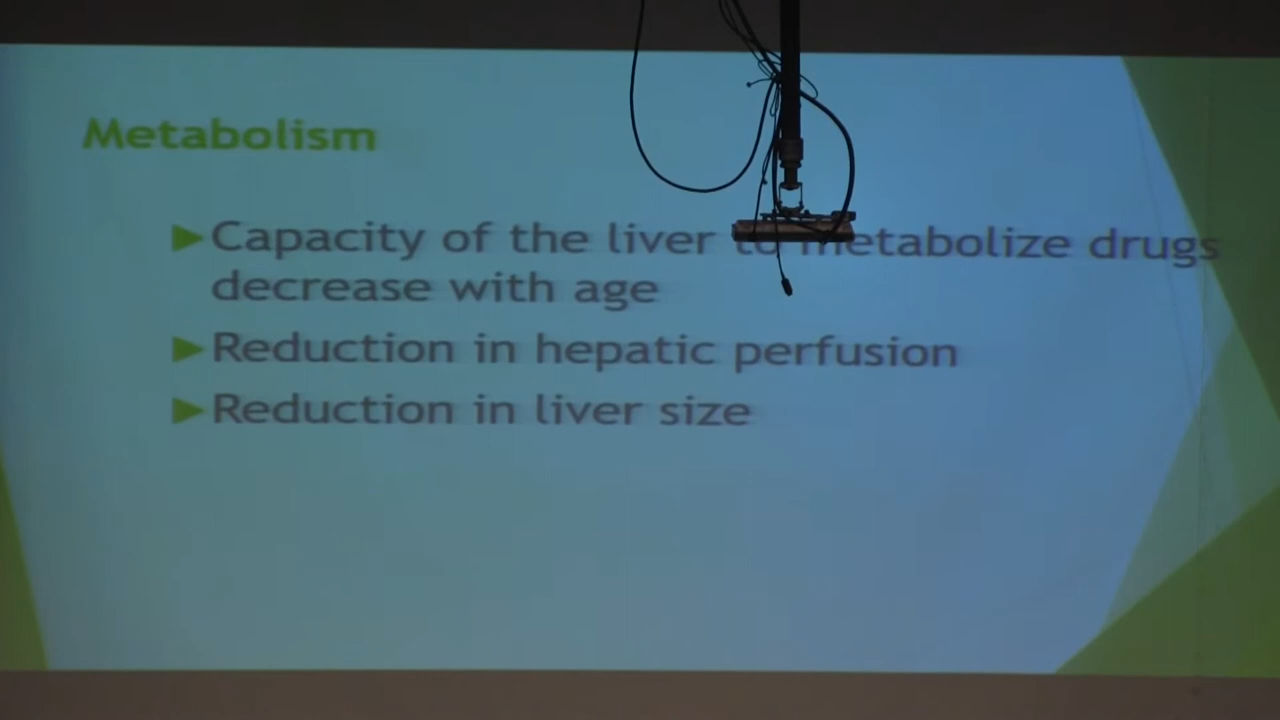 Metabolism
Capacity of the liver to metabolize drugs
decrease with age
Reduction in hepatic perfusion
Reduction in liver size